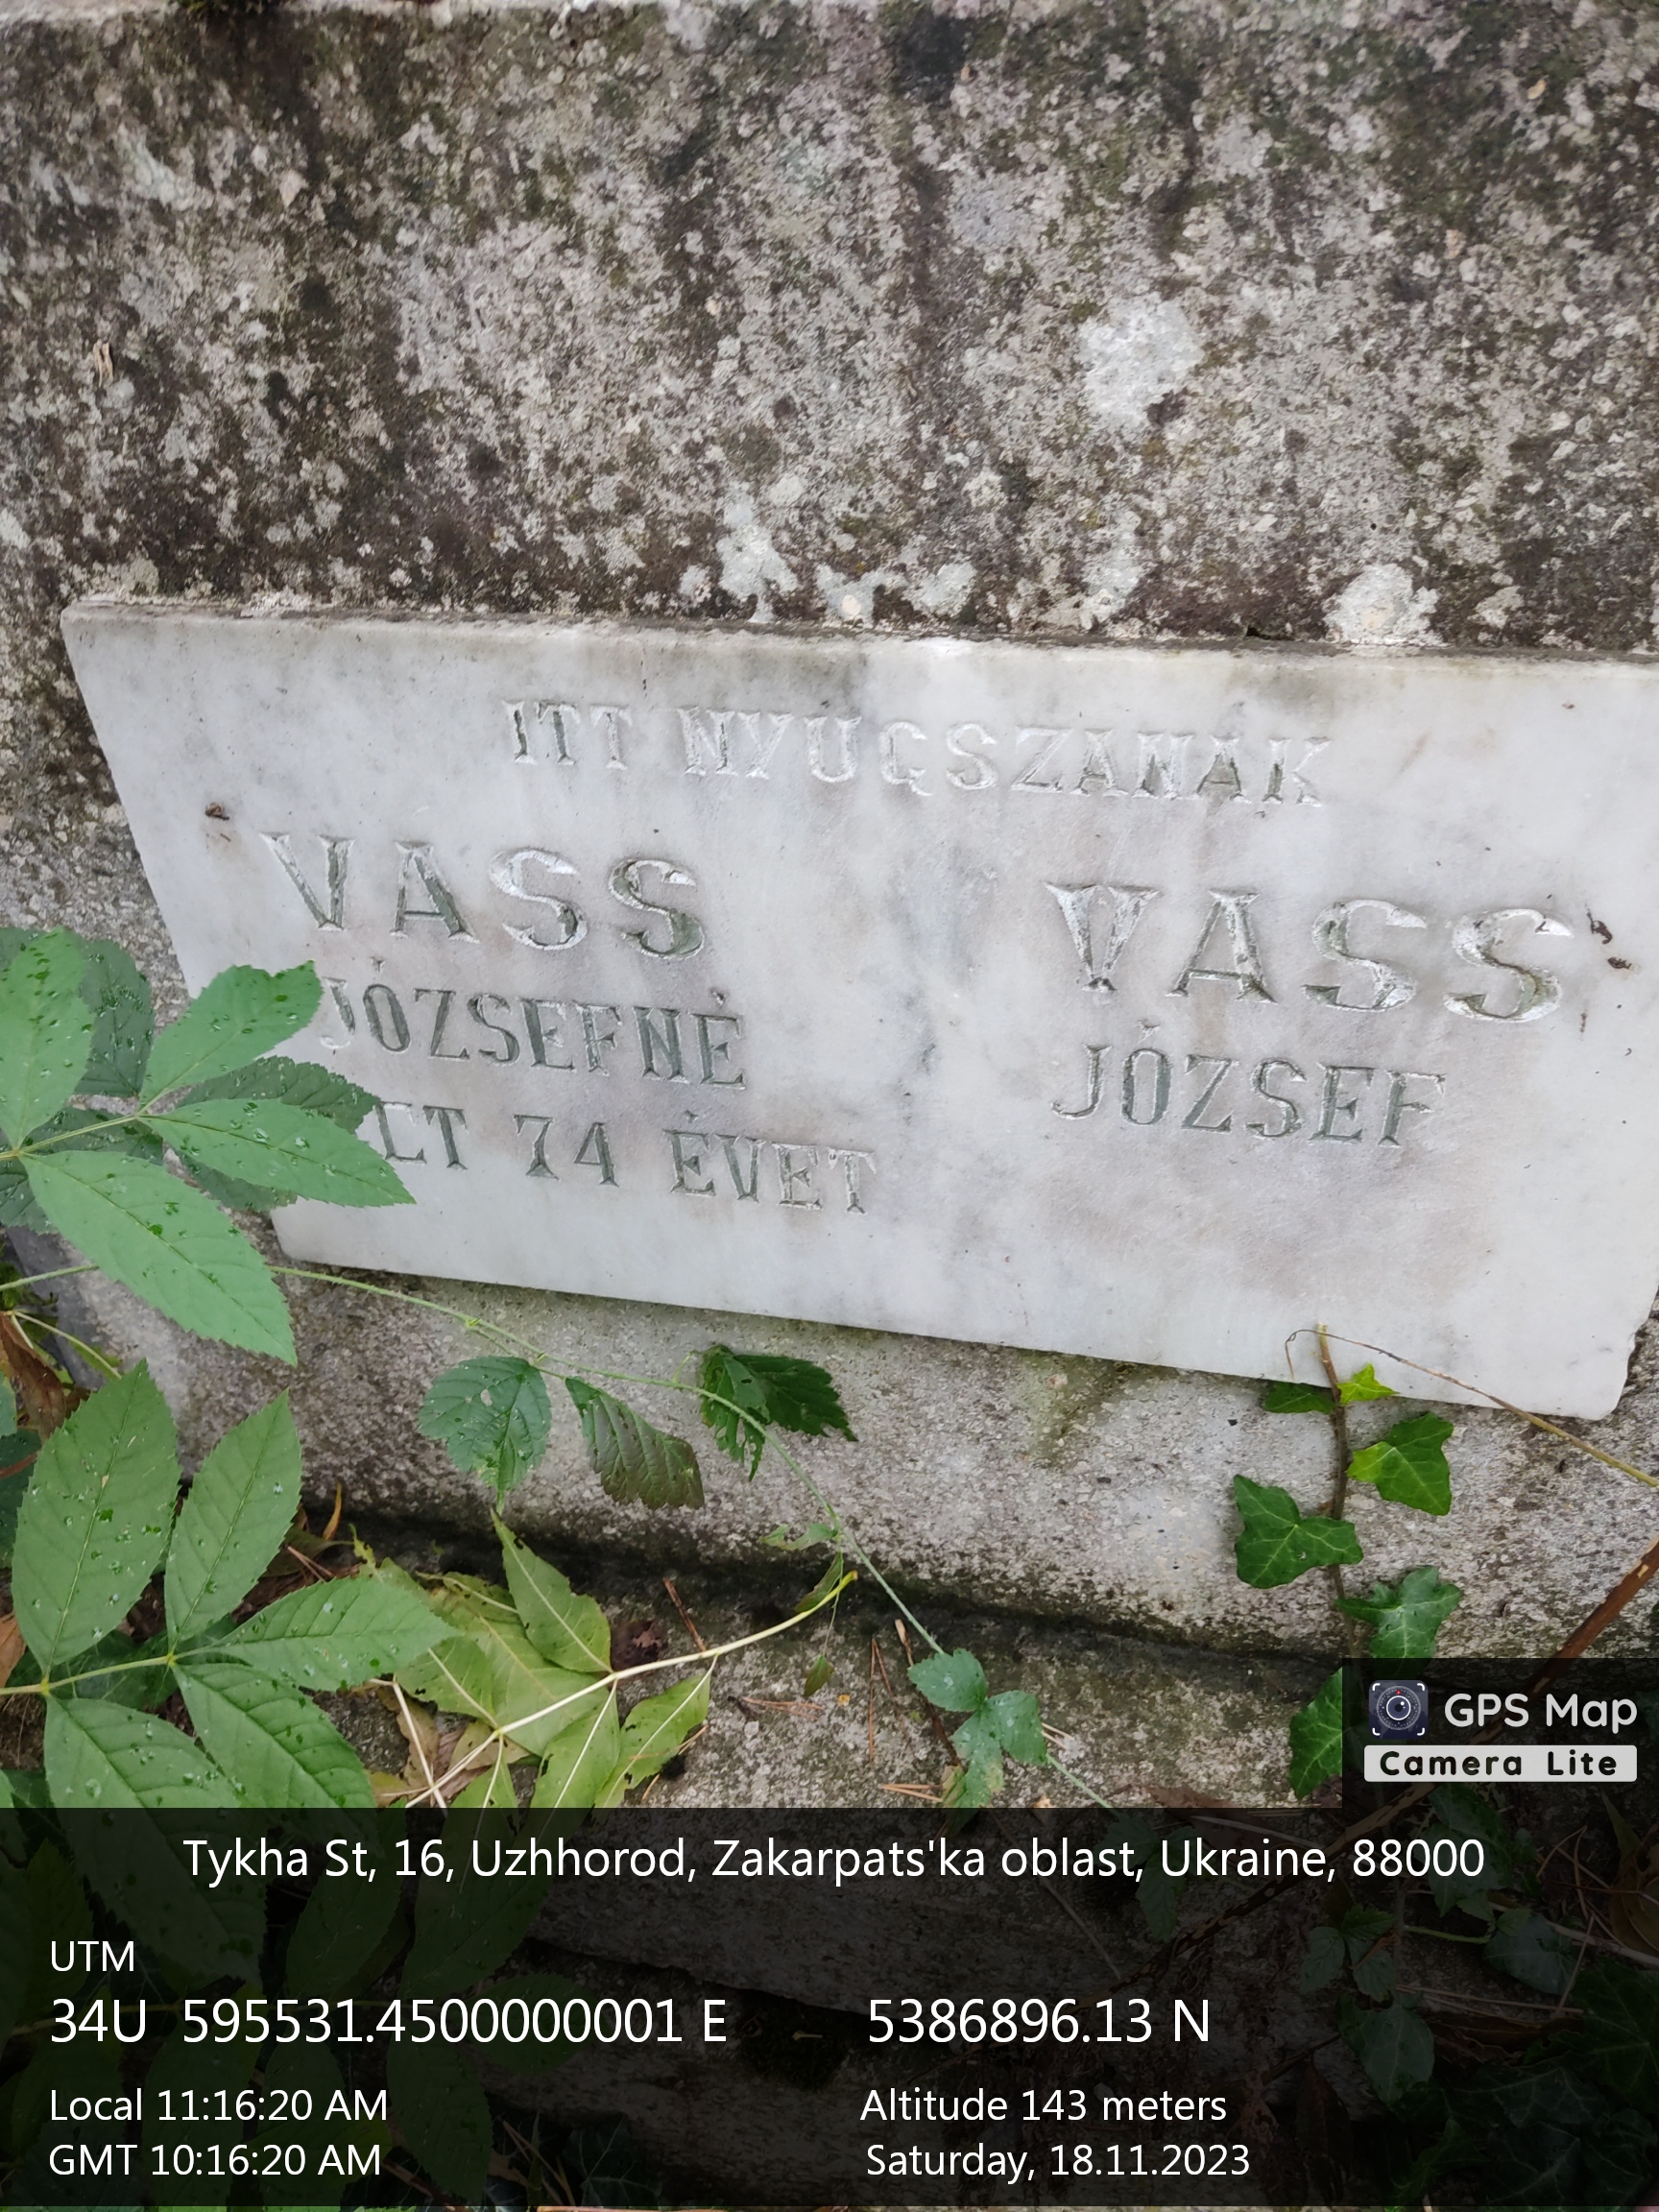 ITT NYUGSZANAK
VASS
JÓZSEFNÉ
LT 74 ÉVET
VASS
JÓZSEF
GPS Map
Camera Lite
Tykha St, 16, Uzhhorod, Zakarpats'ka oblast, Ukraine, 88000
UTM
34U 595531.4500000001 E 5386896.13 N
Local 11:16:20 AM Altitude 143 meters
GMT 10:16:20 AM Saturday, 18.11.2023